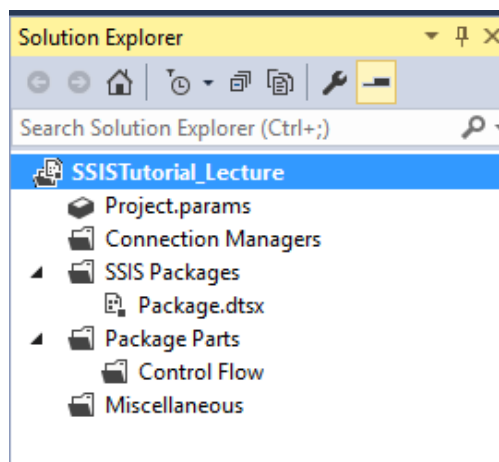 Solution Explorer
Search Solution Explorer (Ctrl+;)
SSISTutorial_Lecture
Project.params
Connection Managers
SSIS Packages
Package.dtsx
Package Parts
Control Flow
Miscellaneous